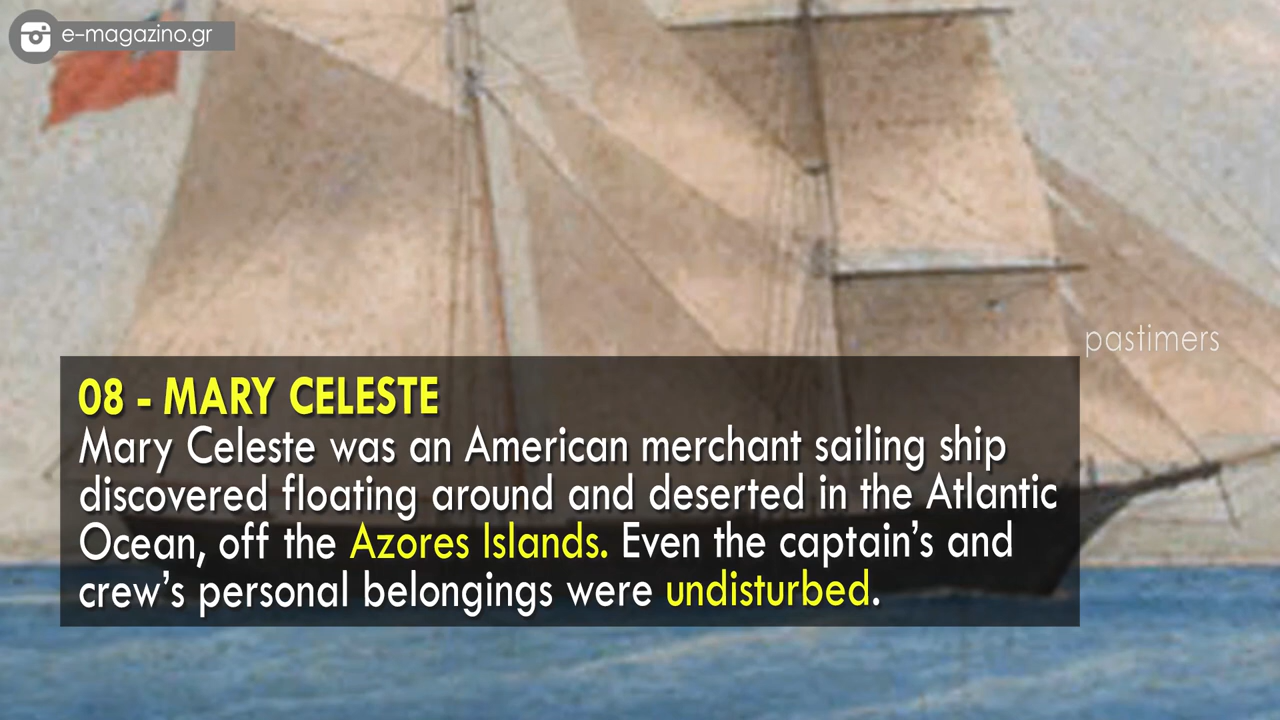 e-magazino.gr
pastimers
08 - MARY CELESTE
Mary Celeste was an American merchant sailing ship
discovered floating around and deserted in the Atlantic
Ocean, off the Azores Islands. Even the captain’s and
crew’s personal belongings were undisturbed.